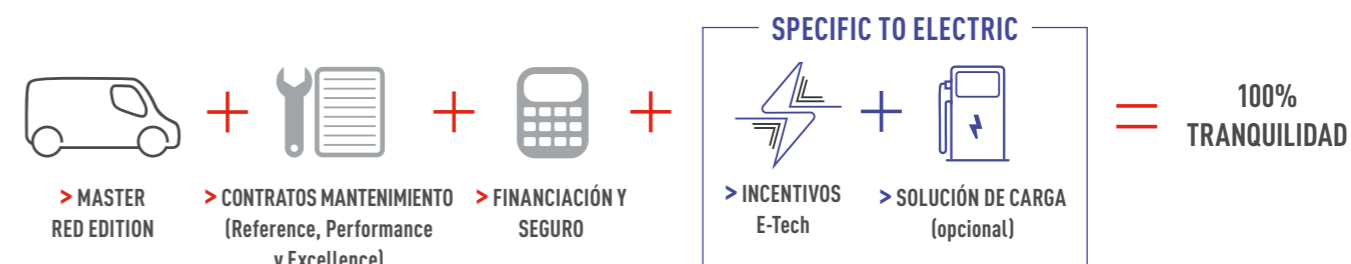 SPECIFIC TO ELECTRIC
100%
TRANQUILIDAD
> MASTER
RED EDITION
> CONTRATOS MANTENIMIENTO
(Reference, Performance
y Excellence)
> FINANCIACIÓN Y
SEGURO
> INCENTIVOS
E-Tech
> SOLUCIÓN DE CARGA
(opcional)